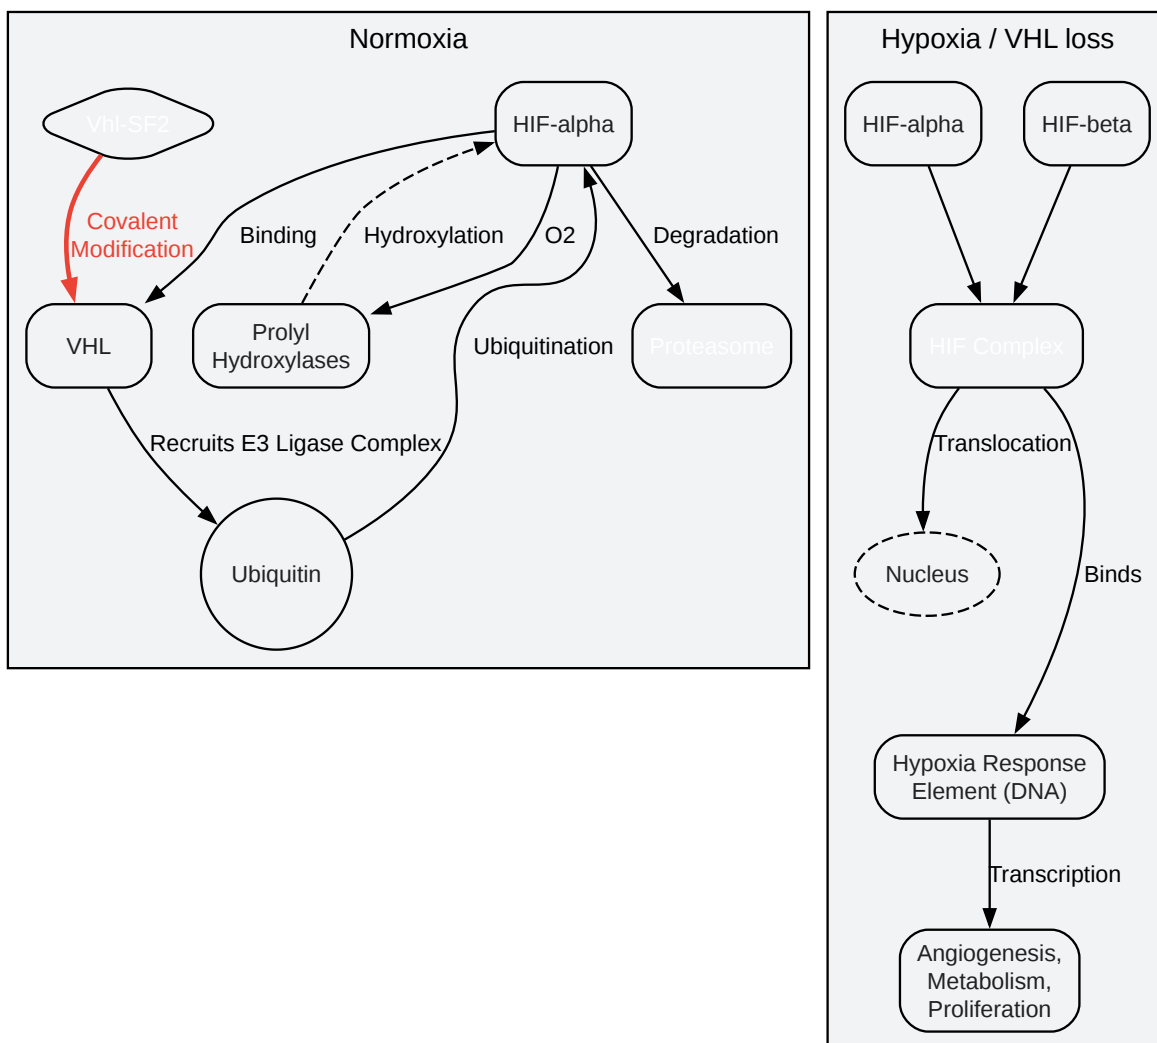 Normoxia
Vhl-SF2
HIF-alpha
Covalent
Modification
Binding
Hydroxylation
O2
Degradation
VHL
Prolyl
Hydroxylases
Ubiquitination
Proteasome
Recruits E3 Ligase Complex
Ubiquitin
Hypoxia / VHL loss
HIF-alpha
HIF-beta
HIF Complex
Translocation
Nucleus
Binds
Hypoxia Response
Element (DNA)
Transcription
Angiogenesis,
Metabolism,
Proliferation